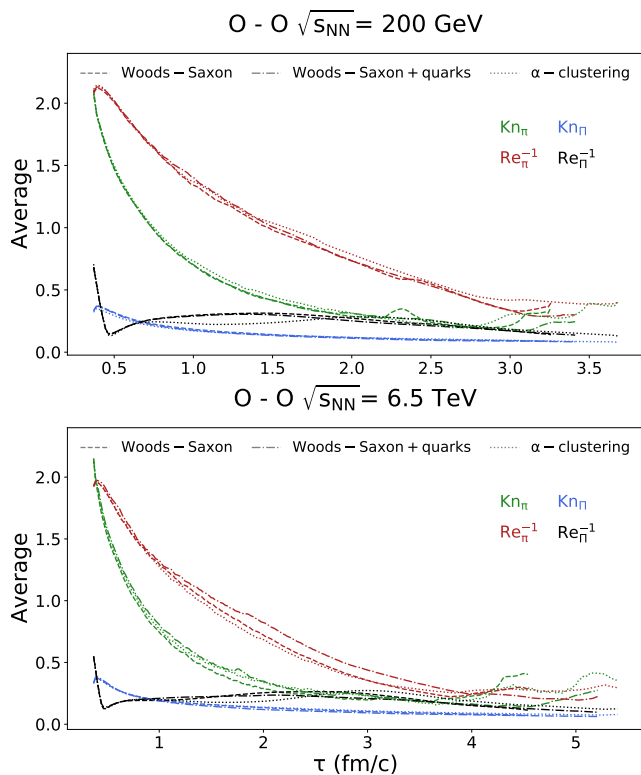 O - O √sNN = 200 GeV
Woods – Saxon Woods – Saxon + quarks α – clustering
Knπ KnΠ
Reπ⁻¹ ReΠ⁻¹
Average
2.0
1.5
1.0
0.5
0.0
0.5 1.0 1.5 2.0 2.5 3.0 3.5
O - O √sNN = 6.5 TeV
Woods – Saxon Woods – Saxon + quarks α – clustering
Knπ KnΠ
Reπ⁻¹ ReΠ⁻¹
Average
2.0
1.5
1.0
0.5
0.0
1 2 3 4 5
τ (fm/c)